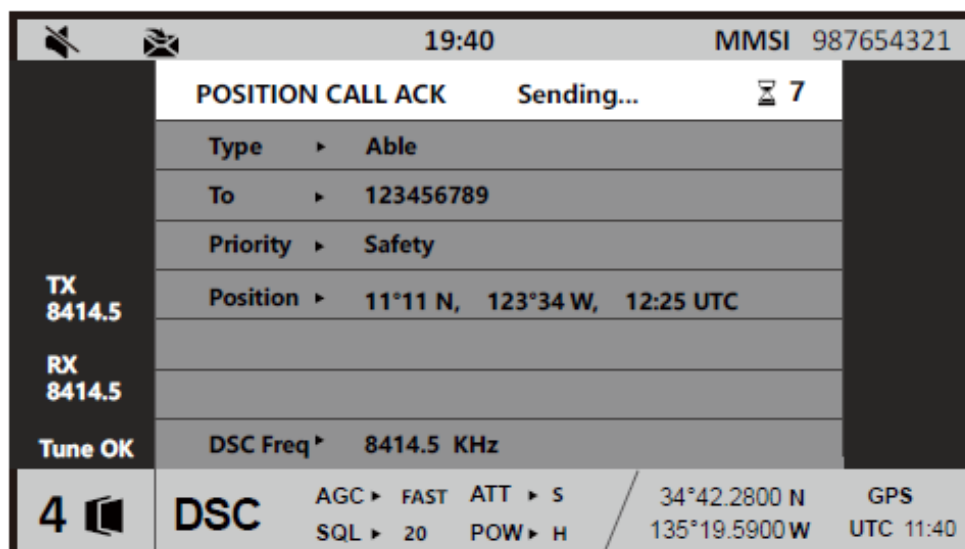 19:40 MMSI 987654321
POSITION CALL ACK Sending... 7
Type ▸ Able
To ▸ 123456789
Priority ▸ Safety
Position ▸ 11°11 N, 123°34 W, 12:25 UTC
DSC Freq ▸ 8414.5 KHz
TX
8414.5
RX
8414.5
Tune OK
4 DSC
AGC ▸ FAST ATT ▸ S
SQL ▸ 20 POW ▸ H
34°42.2800 N
135°19.5900 W
GPS
UTC 11:40